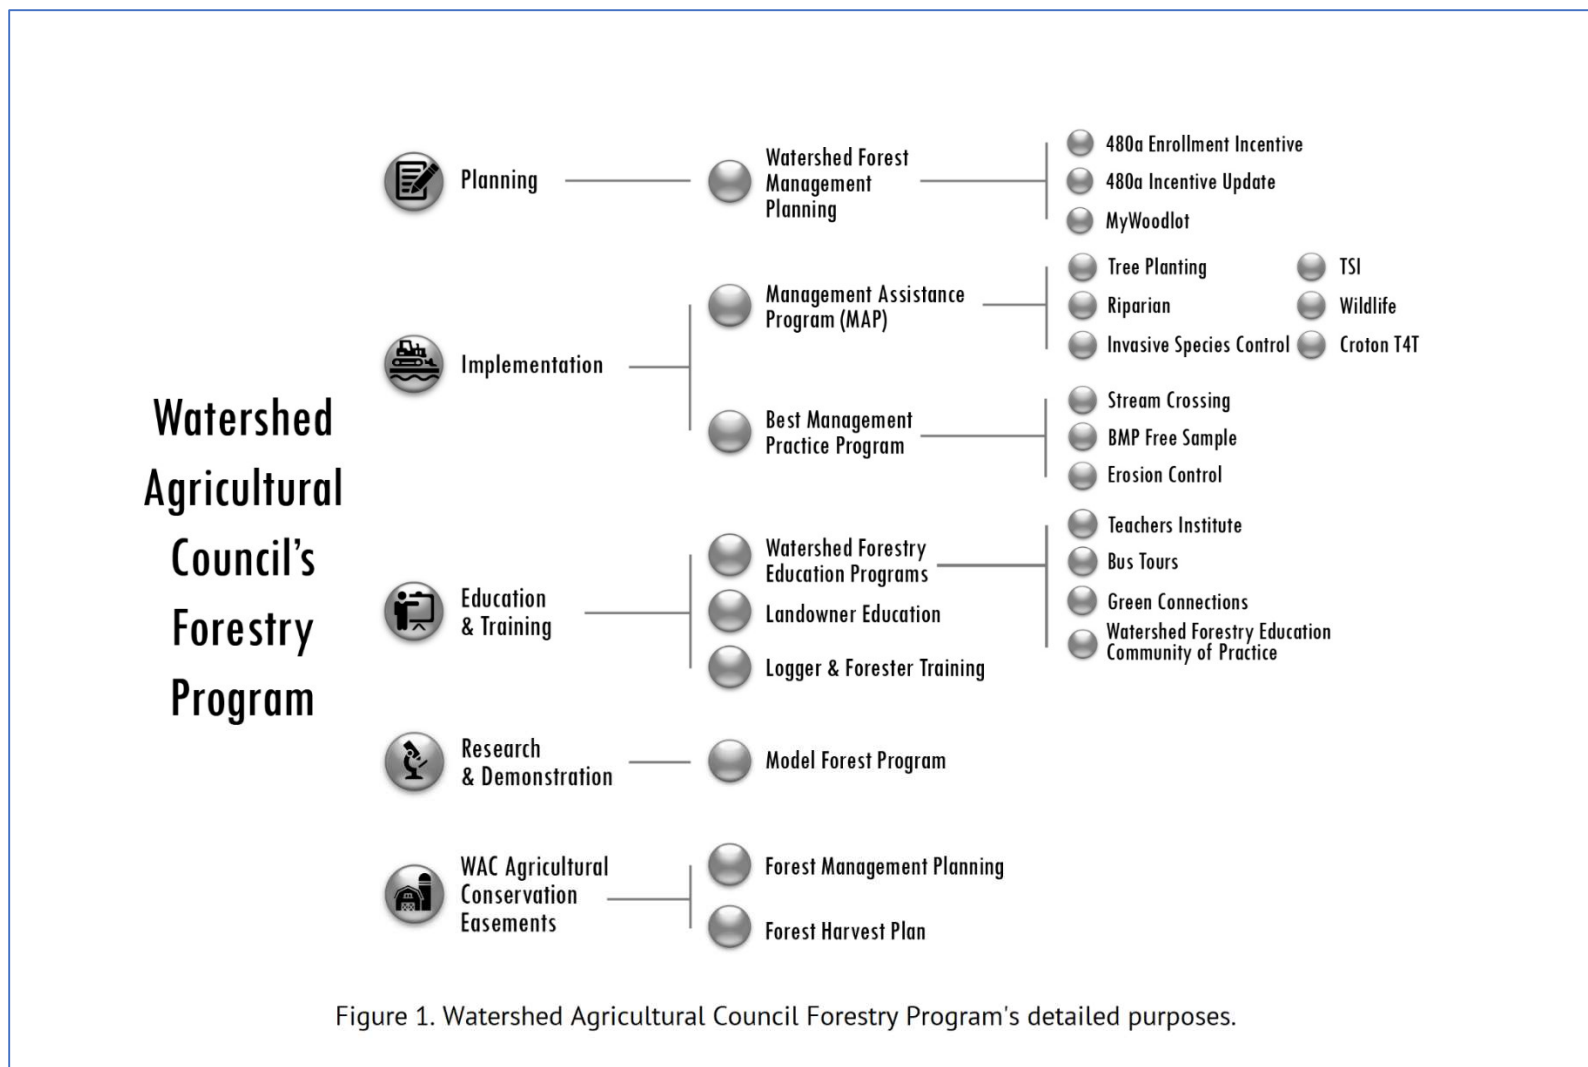 Watershed
Agricultural
Council’s
Forestry
Program
Planning
Watershed Forest
Management
Planning
480a Enrollment Incentive
480a Incentive Update
MyWoodlot
Implementation
Management Assistance
Program (MAP)
Tree Planting
TSI
Riparian
Wildlife
Invasive Species Control
Croton T4T
Best Management
Practice Program
Stream Crossing
BMP Free Sample
Erosion Control
Education
& Training
Watershed Forestry
Education Programs
Teachers Institute
Bus Tours
Green Connections
Watershed Forestry Education
Community of Practice
Landowner Education
Logger & Forester Training
Research
& Demonstration
Model Forest Program
WAC Agricultural
Conservation
Easements
Forest Management Planning
Forest Harvest Plan
Figure 1. Watershed Agricultural Council Forestry Program's detailed purposes.